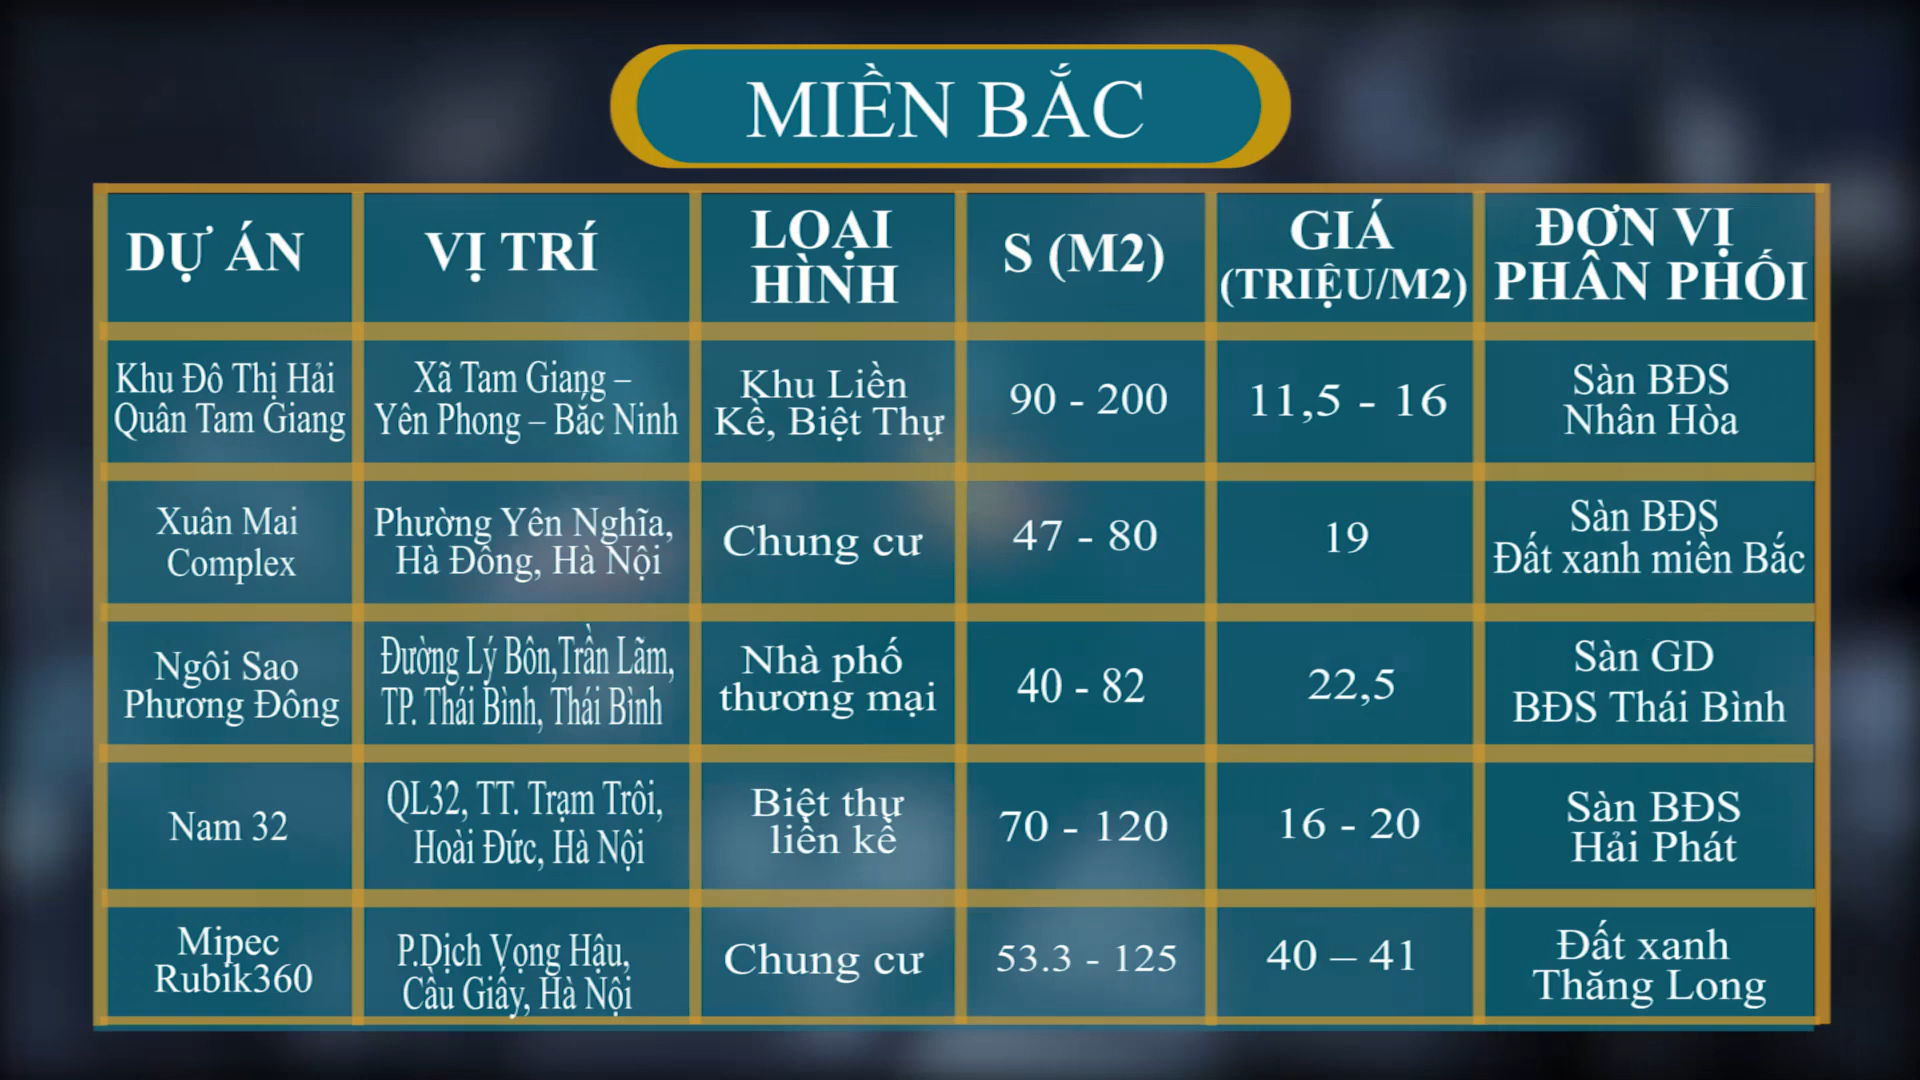 MIỀN BẮC
DỰ ÁN
VỊ TRÍ
LOẠI
HÌNH
S (M2)
GIÁ
(TRIỆU/M2)
ĐƠN VỊ
PHÂN PHỐI
Khu Đô Thị Hải
Quân Tam Giang
Xã Tam Giang –
Yên Phong – Bắc Ninh
Khu Liền
Kề, Biệt Thự
90 - 200
11,5 - 16
Sàn BĐS
Nhân Hòa
Xuân Mai
Complex
Phường Yên Nghĩa,
Hà Đông, Hà Nội
Chung cư
47 - 80
19
Sàn BĐS
Đất xanh miền Bắc
Ngôi Sao
Phương Đông
Đường Lý Bôn,Trần Lãm,
TP. Thái Bình, Thái Bình
Nhà phố
thương mại
40 - 82
22,5
Sàn GD
BĐS Thái Bình
Nam 32
QL32, TT. Trạm Trôi,
Hoài Đức, Hà Nội
Biệt thự
liền kề
70 - 120
16 - 20
Sàn BĐS
Hải Phát
Mipec
Rubik360
P.Dịch Vọng Hậu,
Cầu Giấy, Hà Nội
Chung cư
53.3 - 125
40 – 41
Đất xanh
Thăng Long